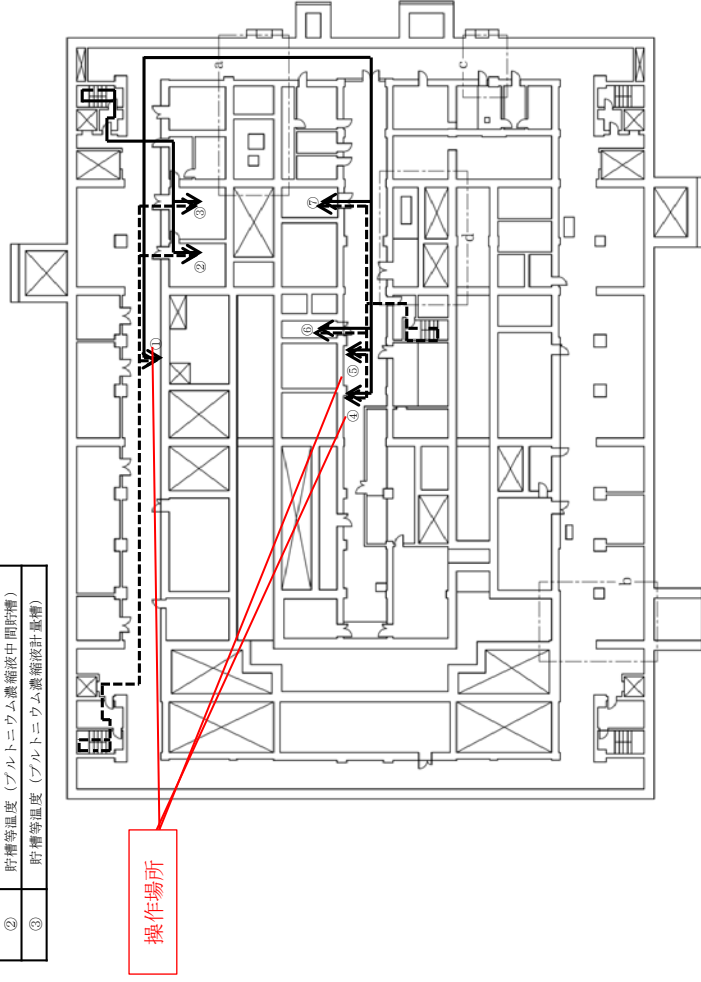 ② 貯槽等温度（プルトニウム濃縮液中間貯槽）
③ 貯槽等温度（プルトニウム濃縮液計量槽）
操作場所
a
c
①
②
③
⑦
⑥
⑤
④
d
b